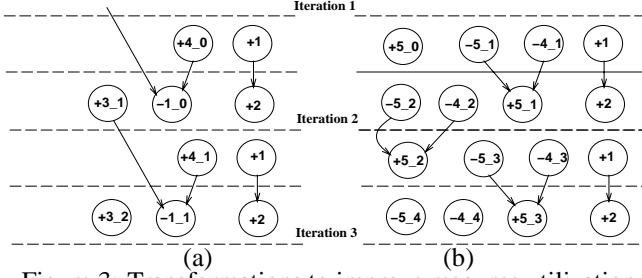 Iteration 1
+4_0 +1 +5_0 −5_1 −4_1 +1
+3_1 −1_0 +2 −5_2 −4_2 +5_1 +2
Iteration 2
+4_1 +1 +5_2 −5_3 −4_3 +1
+3_2 −1_1 +2 −5_4 −4_4 +5_3 +2
Iteration 3
(a) (b)